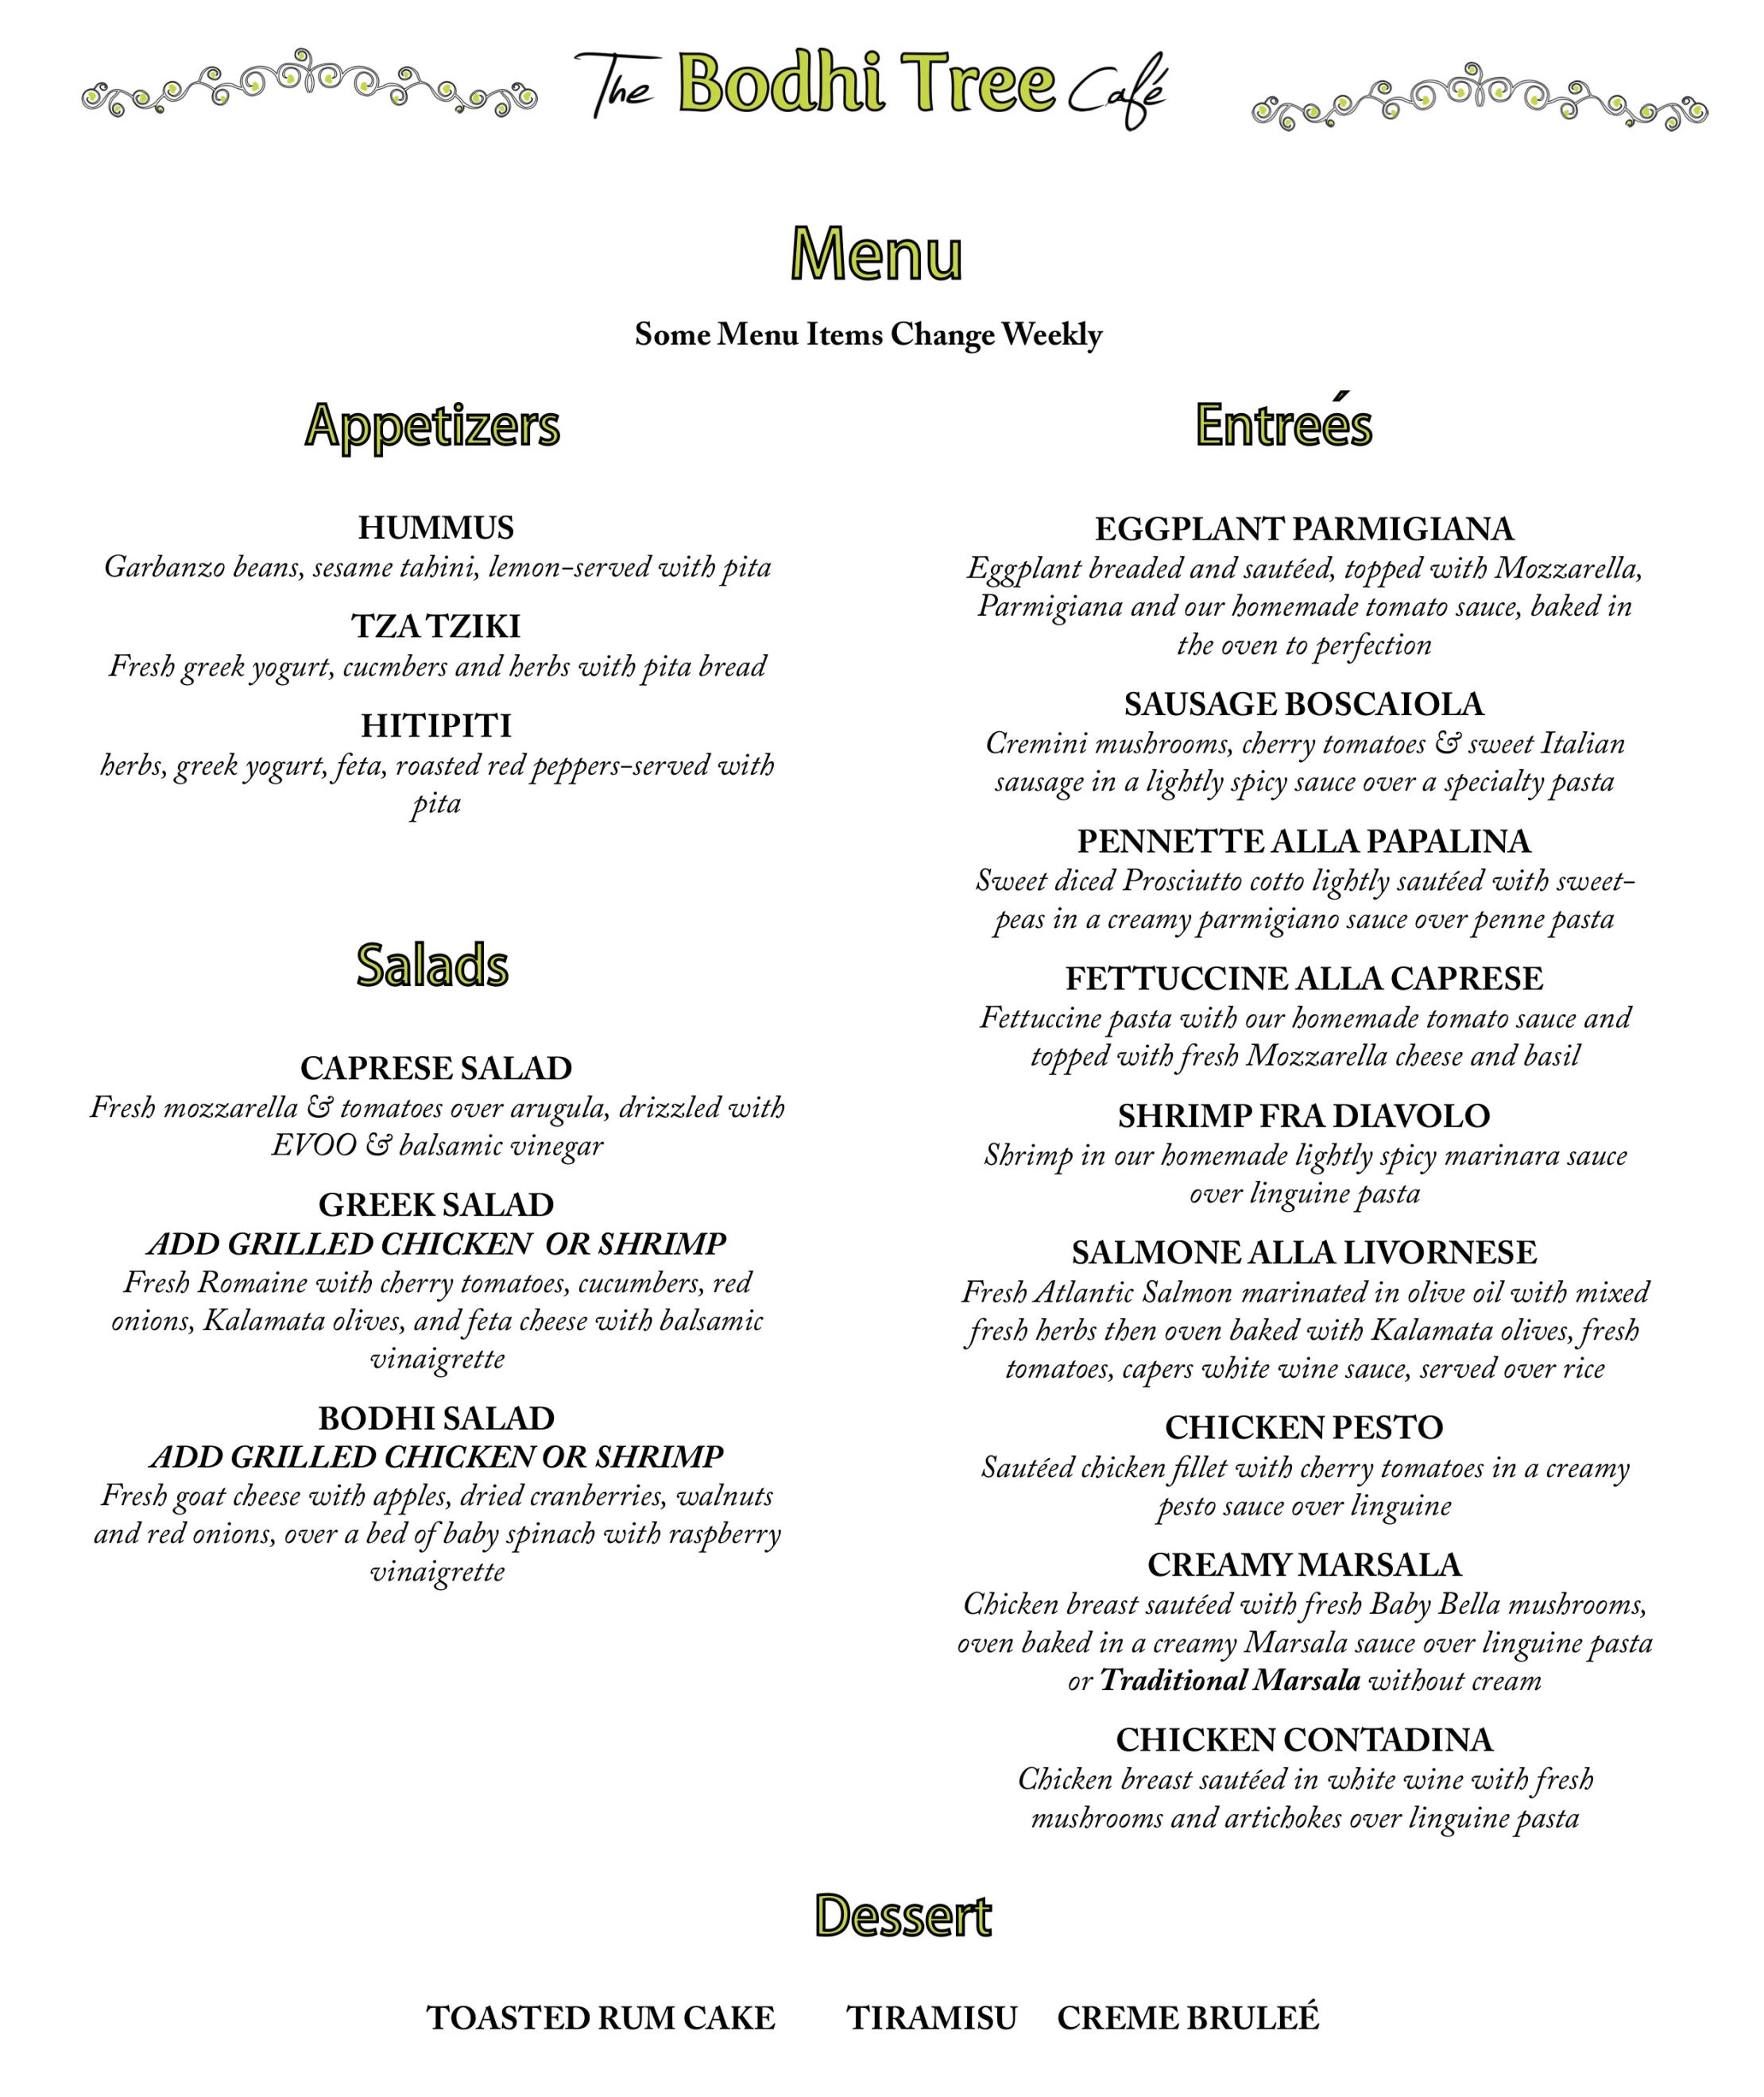 The Bodhi Tree Café
Menu
Some Menu Items Change Weekly
Appetizers
HUMMUS
Garbanzo beans, sesame tahini, lemon-served with pita
TZA TZIKI
Fresh greek yogurt, cucmbers and herbs with pita bread
HITIPITI
herbs, greek yogurt, feta, roasted red peppers-served with
pita
Salads
CAPRESE SALAD
Fresh mozzarella & tomatoes over arugula, drizzled with
EVOO & balsamic vinegar
GREEK SALAD
ADD GRILLED CHICKEN OR SHRIMP
Fresh Romaine with cherry tomatoes, cucumbers, red
onions, Kalamata olives, and feta cheese with balsamic
vinaigrette
BODHI SALAD
ADD GRILLED CHICKEN OR SHRIMP
Fresh goat cheese with apples, dried cranberries, walnuts
and red onions, over a bed of baby spinach with raspberry
vinaigrette
Entreés
EGGPLANT PARMIGIANA
Eggplant breaded and sautéed, topped with Mozzarella,
Parmigiana and our homemade tomato sauce, baked in
the oven to perfection
SAUSAGE BOSCAIOLA
Cremini mushrooms, cherry tomatoes & sweet Italian
sausage in a lightly spicy sauce over a specialty pasta
PENNETTE ALLA PAPALINA
Sweet diced Prosciutto cotto lightly sautéed with sweet-
peas in a creamy parmigiano sauce over penne pasta
FETTUCCINE ALLA CAPRESE
Fettuccine pasta with our homemade tomato sauce and
topped with fresh Mozzarella cheese and basil
SHRIMP FRA DIAVOLO
Shrimp in our homemade lightly spicy marinara sauce
over linguine pasta
SALMONE ALLA LIVORNESE
Fresh Atlantic Salmon marinated in olive oil with mixed
fresh herbs then oven baked with Kalamata olives, fresh
tomatoes, capers white wine sauce, served over rice
CHICKEN PESTO
Sautéed chicken fillet with cherry tomatoes in a creamy
pesto sauce over linguine
CREAMY MARSALA
Chicken breast sautéed with fresh Baby Bella mushrooms,
oven baked in a creamy Marsala sauce over linguine pasta
or Traditional Marsala without cream
CHICKEN CONTADINA
Chicken breast sautéed in white wine with fresh
mushrooms and artichokes over linguine pasta
Dessert
TOASTED RUM CAKE TIRAMISU CREME BRULEÉ